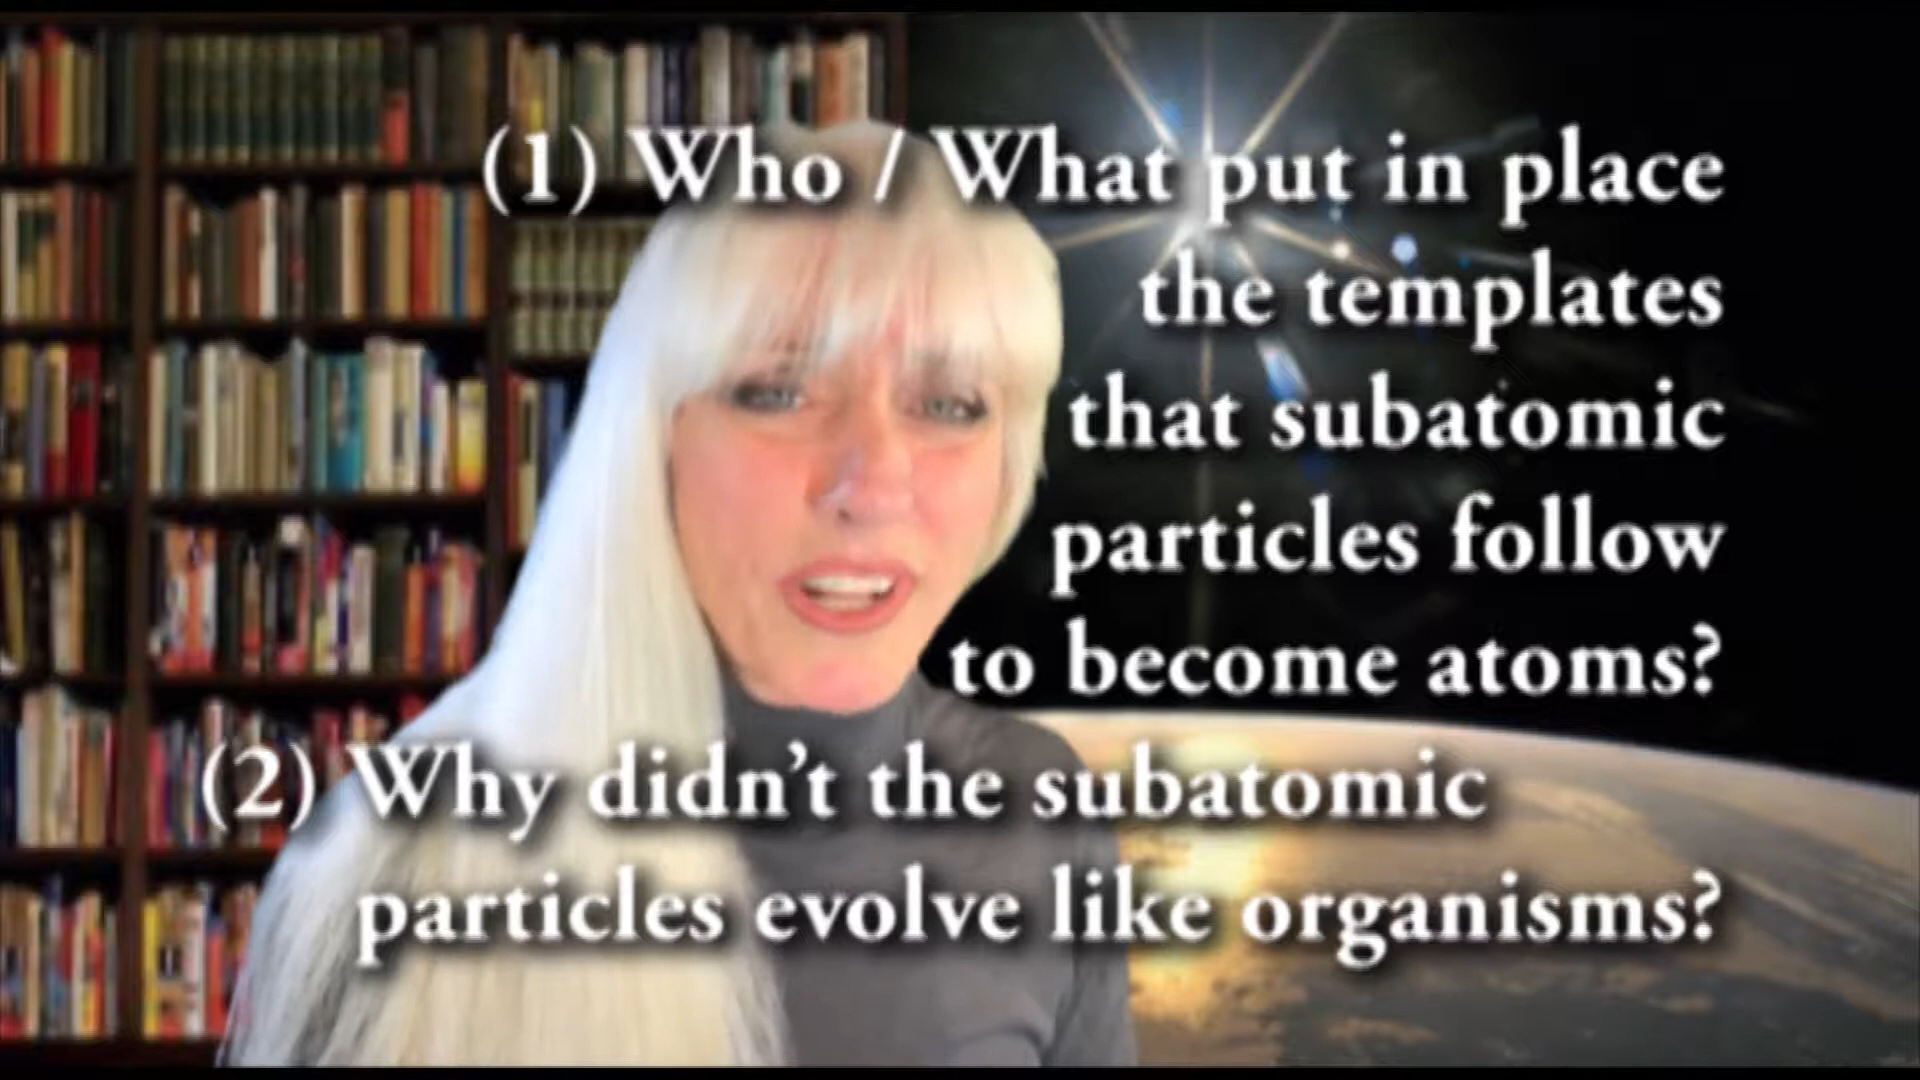 (1) Who / What put in place
the templates
that subatomic
particles follow
to become atoms?
(2) Why didn't the subatomic
particles evolve like organisms?